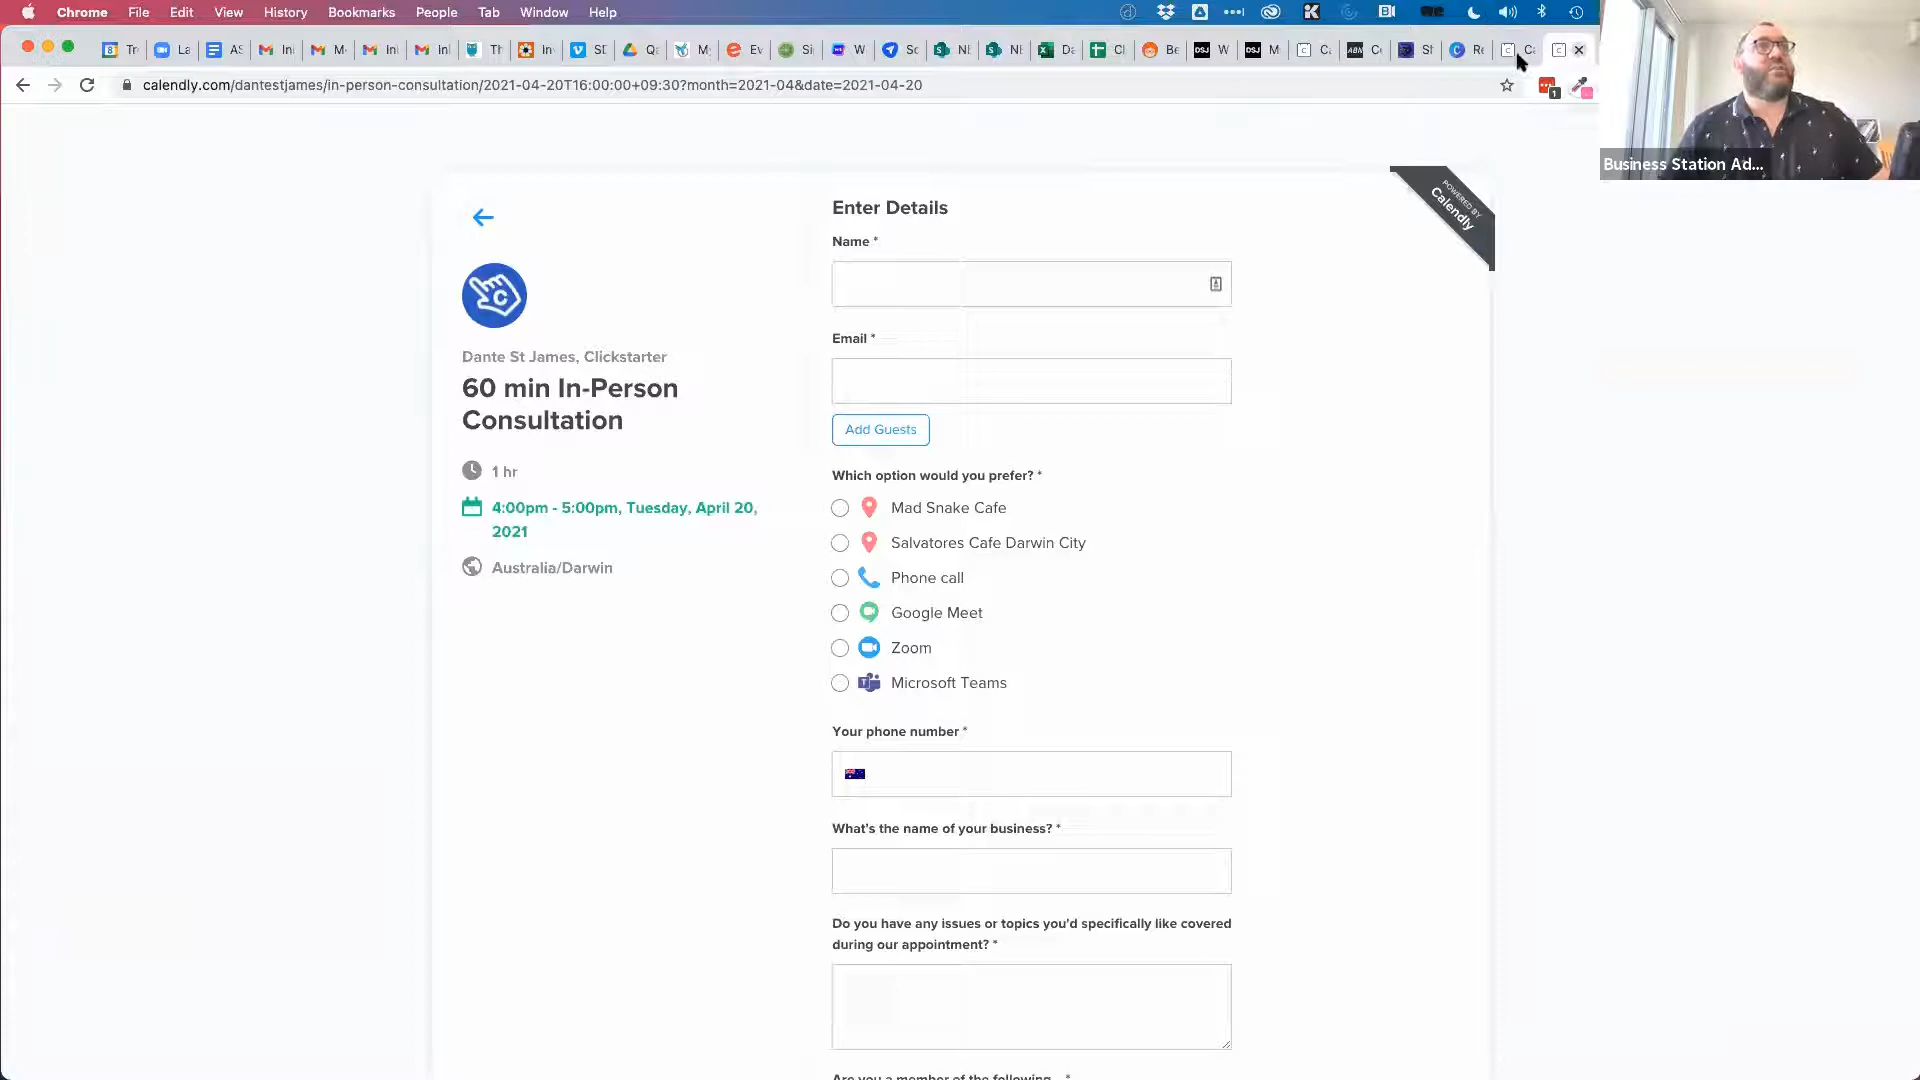 Chrome File Edit View History Bookmarks People Tab Window Help
calendly.com/dantestjames/in-person-consultation/2021-04-20T16:00:00+09:30?month=2021-04&date=2021-04-20
Business Station Ad...
POWERED BY
Calendly
Dante St James, Clickstarter
60 min In-Person
Consultation
1 hr
4:00pm - 5:00pm, Tuesday, April 20,
2021
Australia/Darwin
Enter Details
Name *
Email *
Add Guests
Which option would you prefer? *
Mad Snake Cafe
Salvatores Cafe Darwin City
Phone call
Google Meet
Zoom
Microsoft Teams
Your phone number *
What's the name of your business? *
Do you have any issues or topics you'd specifically like covered
during our appointment? *
Are you a member of the following... *